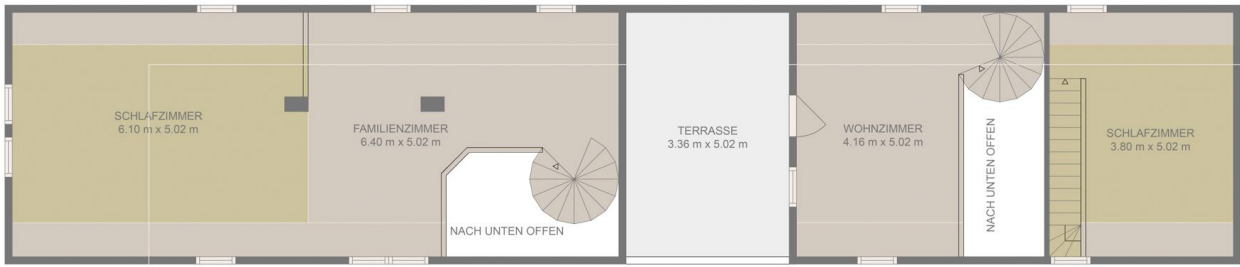 SCHLAFZIMMER
6.10 m x 5.02 m
FAMILIENZIMMER
6.40 m x 5.02 m
NACH UNTEN OFFEN
TERRASSE
3.36 m x 5.02 m
WOHNZIMMER
4.16 m x 5.02 m
NACH UNTEN OFFEN
SCHLAFZIMMER
3.80 m x 5.02 m